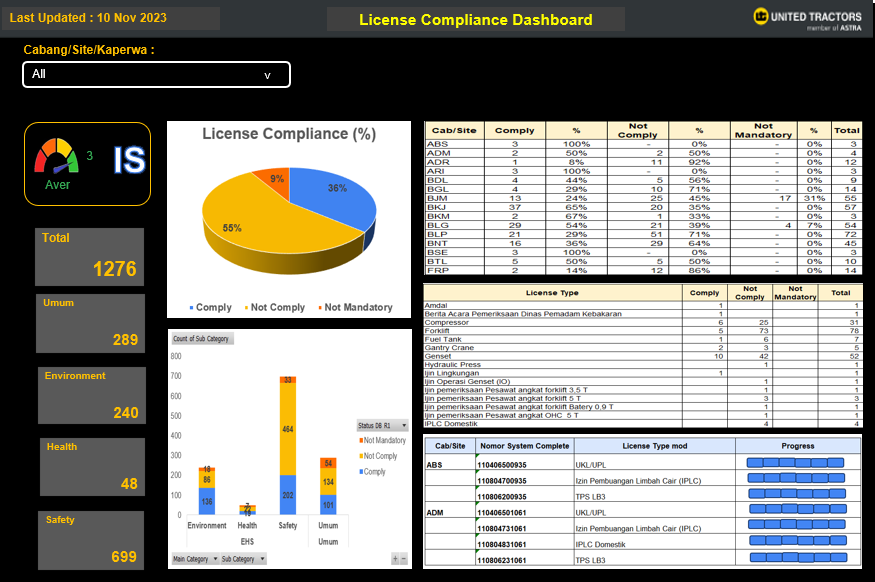 Last Updated : 10 Nov 2023
License Compliance Dashboard
UNITED TRACTORS
member of ASTRA
Cabang/Site/Kaperwa :
All v
3
Aver
IS
Total
1276
Umum
289
Environment
240
Health
48
Safety
699
License Compliance (%)
9%
36%
55%
Comply Not Comply Not Mandatory
Count of Sub Category
800
700
600
500
400
300
200
100
0
33
464
202
16
86
136
54
134
101
Environment Health Safety Umum
EHS Umum
Status DB R1
Not Mandatory
Not Comply
Comply
Main Category Sub Category + −
Cab/Site Comply % Not Comply % Not Mandatory % Total
ABS 3 100% - 0% - 0% 3
ADM 2 50% 2 50% - 0% 4
ADR 1 8% 11 92% - 0% 12
ARI 3 100% - 0% - 0% 3
BDL 4 44% 5 56% - 0% 9
BGL 4 29% 10 71% - 0% 14
BJM 13 24% 25 45% 17 31% 55
BKJ 37 65% 20 35% - 0% 57
BKM 2 67% 1 33% - 0% 3
BLG 29 54% 21 39% 4 7% 54
BLP 21 29% 51 71% - 0% 72
BNT 16 36% 29 64% - 0% 45
BSE 3 100% - 0% - 0% 3
BTL 5 50% 5 50% - 0% 10
FRP 2 14% 12 86% - 0% 14
License Type Comply Not Comply Not Mandatory Total
Amdal 1 1
Berita Acara Pemeriksaan Dinas Pemadam Kebakaran 1 1
Compressor 6 25 31
Forklift 5 73 78
Fuel Tank 1 6 7
Gantry Crane 2 3 5
Genset 10 42 52
Hydraulic Press 1 1
Ijin Lingkungan 1 1
Ijin Operasi Genset (IO) 1 1
Ijin pemeriksaan Pesawat angkat forklift 3,5 T 1 1
Ijin pemeriksaan Pesawat angkat forklift 5 T 3 3
Ijin pemeriksaan Pesawat angkat forklift Batery 0,9 T 1 1
Ijin pemeriksaan Pesawat angkat OHC 5 T 1 1
IPLC Domestik 4 4
Cab/Site Nomor System Complete License Type mod Progress
ABS 110406500935 UKL/UPL
110804700935 Izin Pembuangan Limbah Cair (IPLC)
110806200935 TPS LB3
ADM 110406501061 UKL/UPL
110804731061 Izin Pembuangan Limbah Cair (IPLC)
110804831061 IPLC Domestik
110806231061 TPS LB3